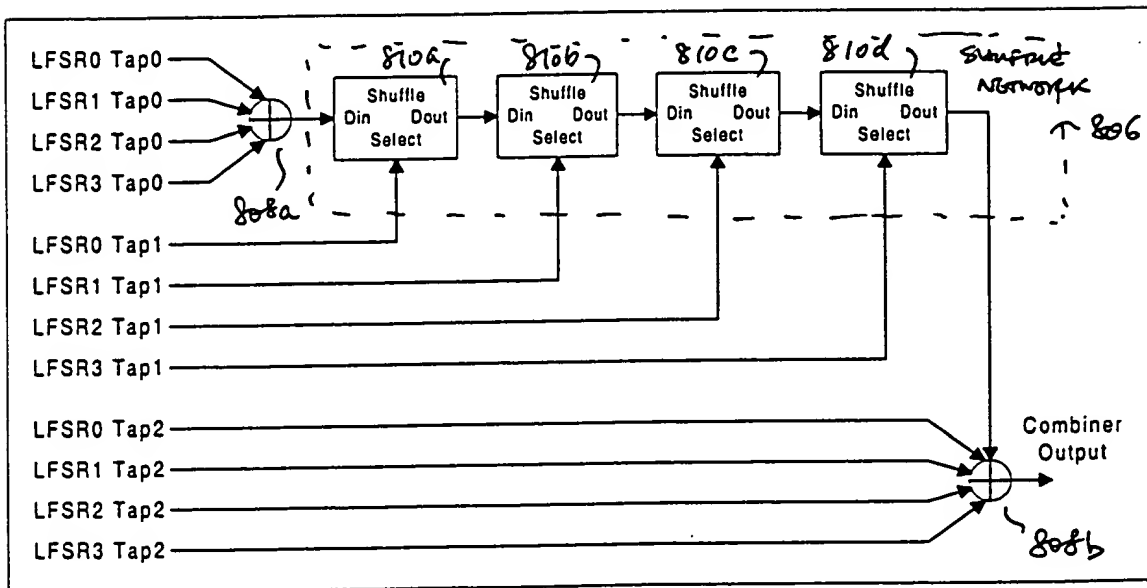 810a 810b 810c 810d SHUFFLE
NETWORK
806
LFSR0 Tap0
LFSR1 Tap0
LFSR2 Tap0
LFSR3 Tap0
Shuffle
Din Dout
Select
Shuffle
Din Dout
Select
Shuffle
Din Dout
Select
Shuffle
Din Dout
Select
808a
LFSR0 Tap1
LFSR1 Tap1
LFSR2 Tap1
LFSR3 Tap1
LFSR0 Tap2
LFSR1 Tap2
LFSR2 Tap2
LFSR3 Tap2
Combiner
Output
808b